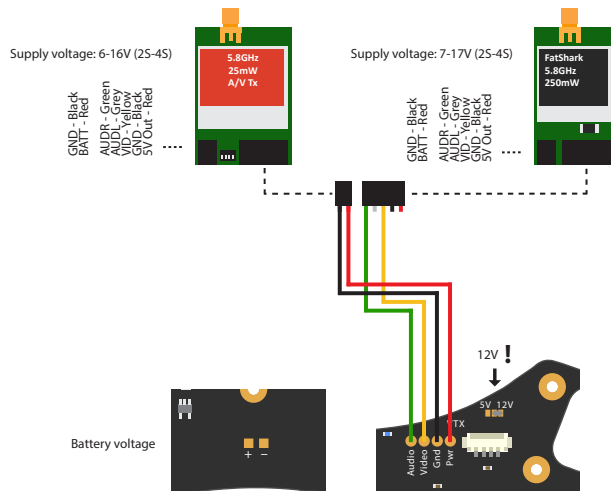 Supply voltage: 6-16V (2S-4S)
5.8GHz
25mW
A/V Tx
GND - Black
BATT - Red
AUDR - Green
AUDL - Grey
VID - Yellow
GND - Black
5V Out - Red
Supply voltage: 7-17V (2S-4S)
FatShark
5.8GHz
250mW
GND - Black
BATT - Red
AUDR - Green
AUDL - Grey
VID - Yellow
GND - Black
5V Out - Red
12V !
5V 12V
VTX
Audio
Video
Gnd
Pwr
Battery voltage
+ −